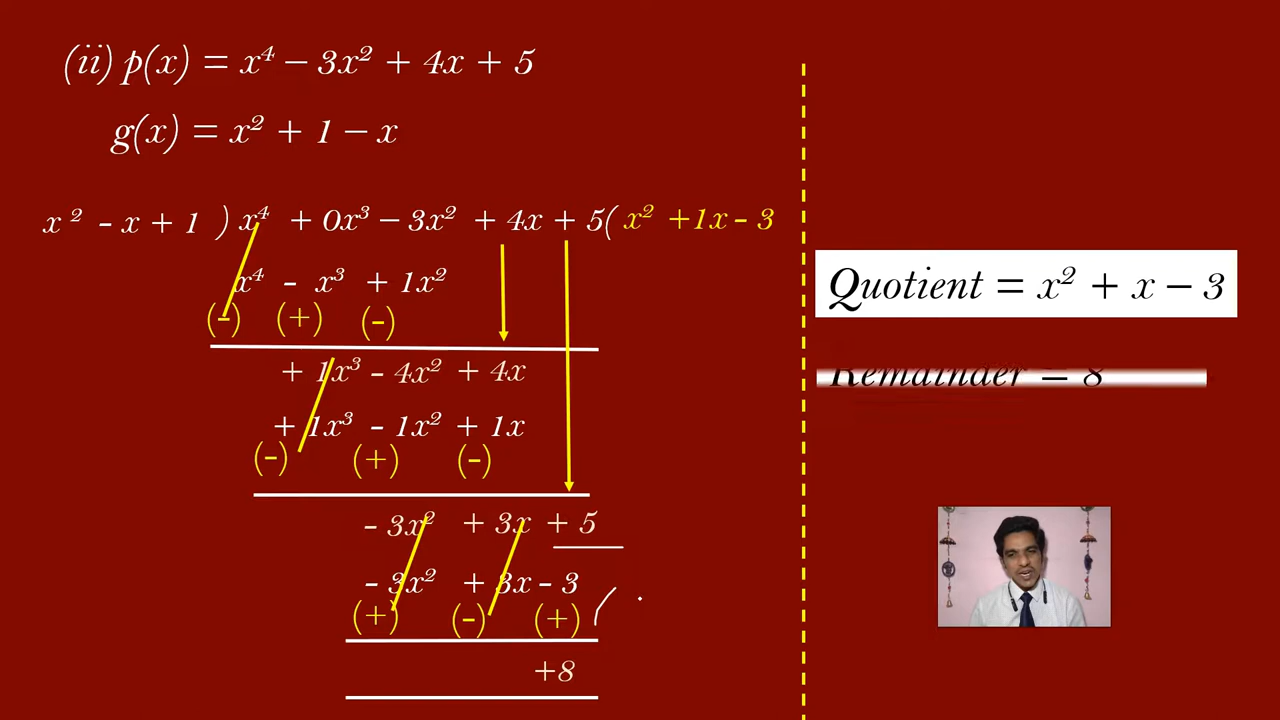 (ii) p(x) = x⁴ − 3x² + 4x + 5
g(x) = x² + 1 − x
x² - x + 1 ) x⁴ + 0x³ − 3x² + 4x + 5 ( x² + 1x - 3
x⁴ - x³ + 1x²
(-) (+) (-)
+ 1x³ - 4x² + 4x
+ 1x³ - 1x² + 1x
(-) (+) (-)
- 3x² + 3x + 5
- 3x² + 3x - 3
(+) (-) (+)
+8
Quotient = x² + x − 3
Remainder = 8